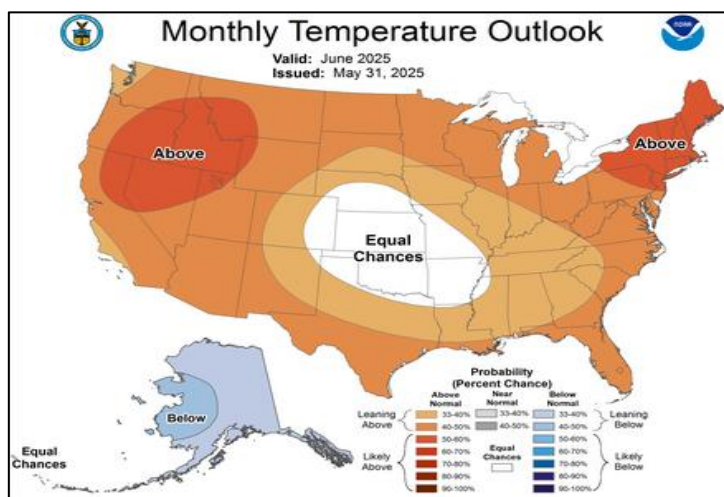 Monthly Temperature Outlook
Valid: June 2025
Issued: May 31, 2025
Above
Above
Equal
Chances
Below
Equal
Chances
Probability
(Percent Chance)
Above
Normal
Near
Normal
Below
Normal
Leaning
Above
33-40%
33-40%
33-40%
Leaning
Below
40-50%
40-50%
40-50%
Likely
Above
50-60%
60-70%
70-80%
80-90%
90-100%
Equal
Chances
50-60%
60-70%
70-80%
80-90%
90-100%
Likely
Below